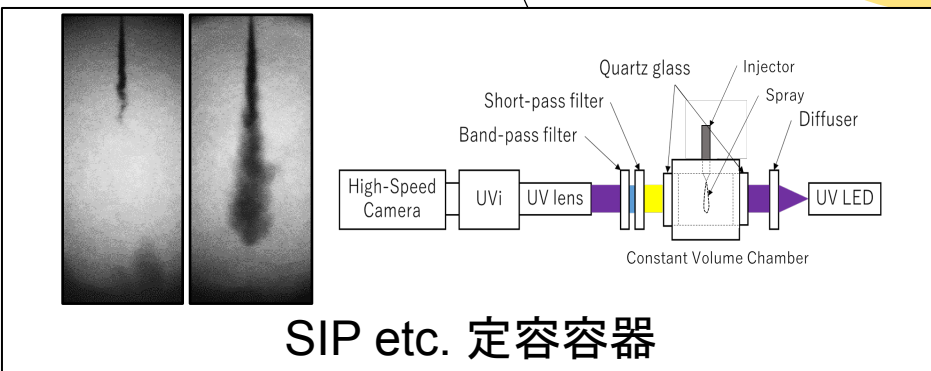 Quartz glass
Injector
Short-pass filter
Spray
Diffuser
Band-pass filter
High-Speed
Camera
UVi
UV lens
UV LED
Constant Volume Chamber
SIP etc. 定容容器